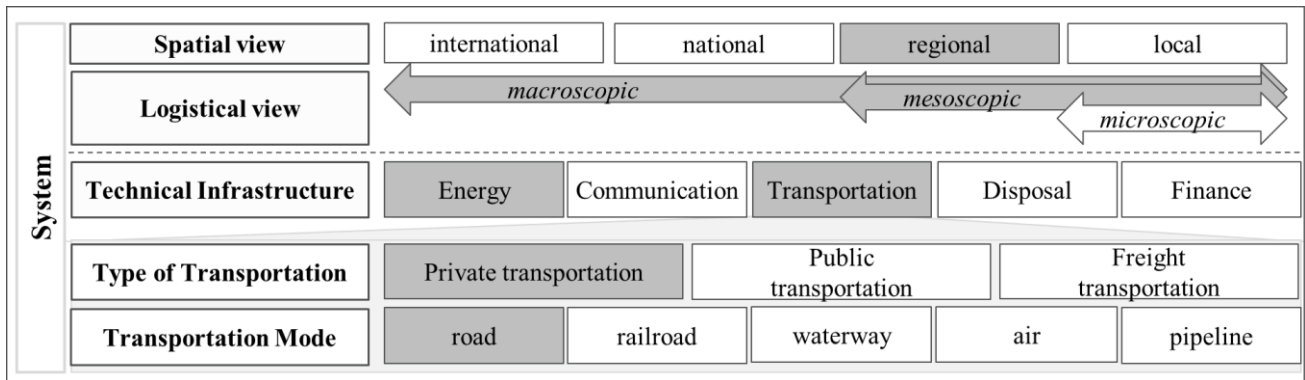 System
Spatial view
international
national
regional
local
Logistical view
macroscopic
mesoscopic
microscopic
Technical Infrastructure
Energy
Communication
Transportation
Disposal
Finance
Type of Transportation
Private transportation
Public
transportation
Freight
transportation
Transportation Mode
road
railroad
waterway
air
pipeline